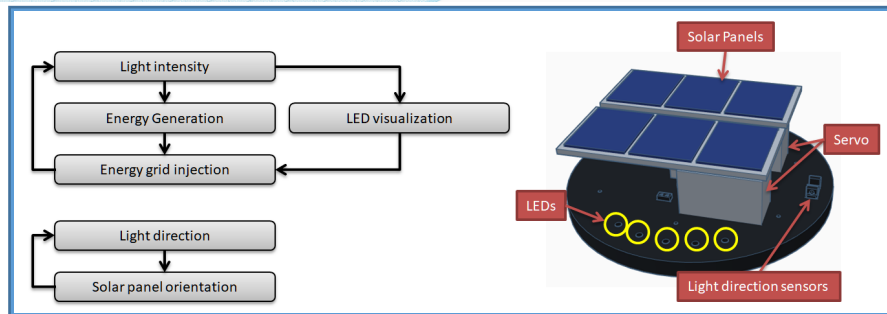 Light intensity
Energy Generation
LED visualization
Energy grid injection
Light direction
Solar panel orientation
Solar Panels
Servo
LEDs
Light direction sensors